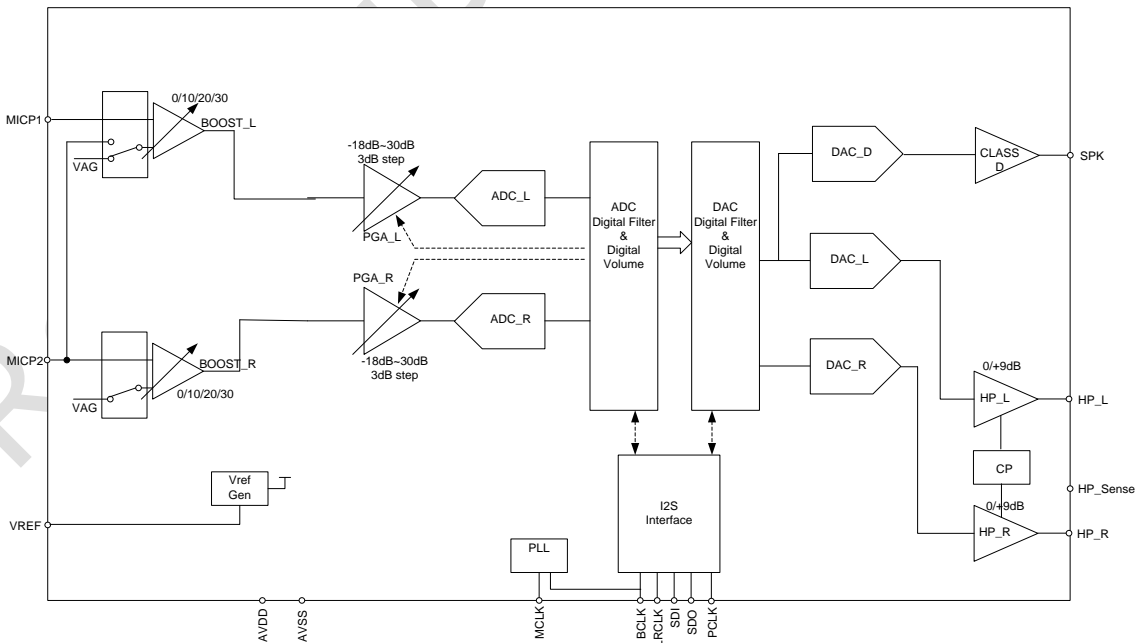 0/10/20/30
MICP1
BOOST_L
VAG
-18dB~30dB
3dB step
PGA_L
ADC_L
ADC
Digital Filter
&
Digital
Volume
DAC
Digital Filter
&
Digital
Volume
DAC_D
CLASS
D
SPK
DAC_L
PGA_R
ADC_R
-18dB~30dB
3dB step
MICP2
BOOST_R
0/10/20/30
VAG
DAC_R
0/+9dB
HP_L
HP_L
CP
HP_Sense
0/+9dB
HP_R
HP_R
Vref
Gen
VREF
I2S
Interface
PLL
AVDD
AVSS
MCLK
BCLK
LRCLK
SDI
SDO
PCLK